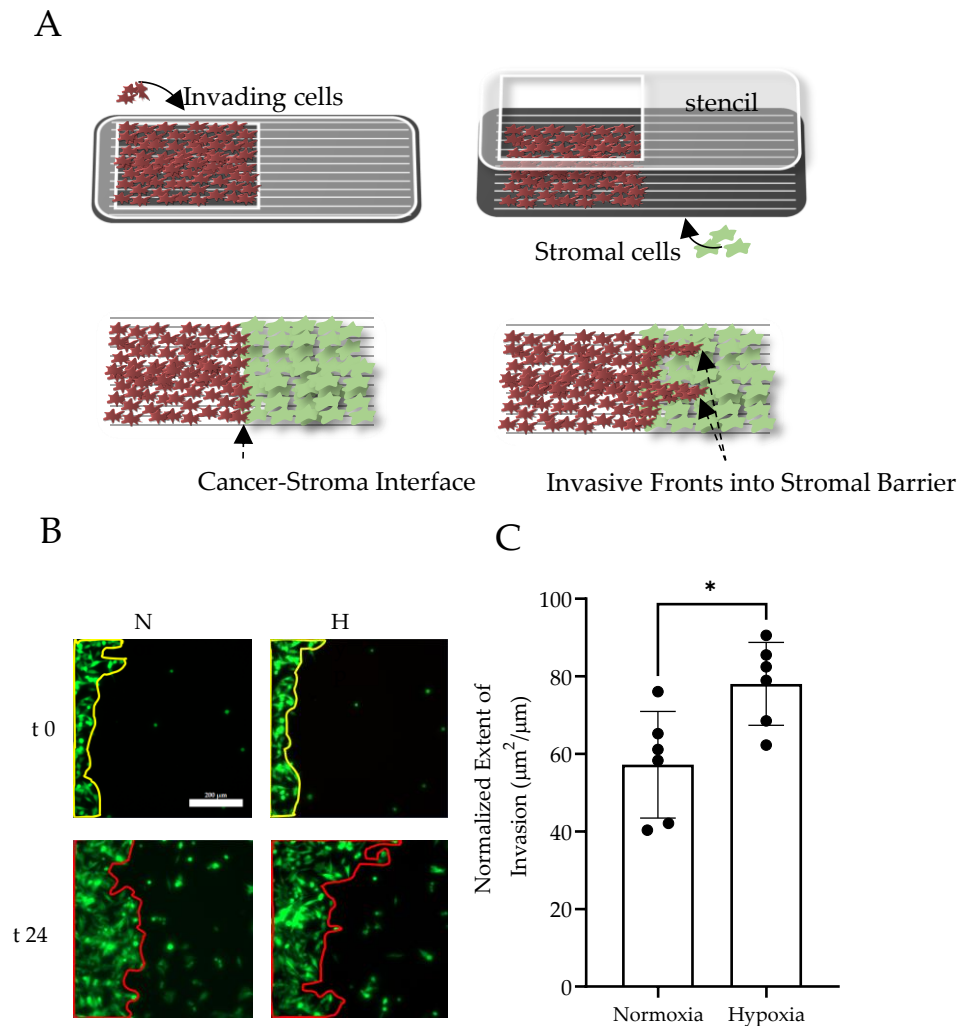 A
Invading cells
stencil
Stromal cells
Cancer-Stroma Interface
Invasive Fronts into Stromal Barrier
B
N
H
t 0
200 μm
t 24
C
*
Normalized Extent of
Invasion (μm²/μm)
100
80
60
40
20
0
Normoxia
Hypoxia